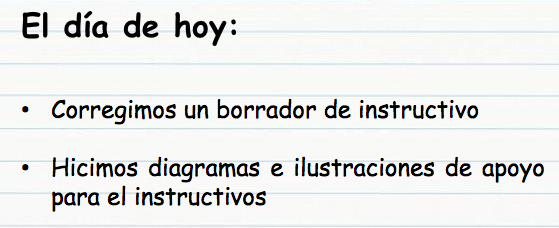 El día de hoy:
• Corregimos un borrador de instructivo
• Hicimos diagramas e ilustraciones de apoyo
para el instructivos